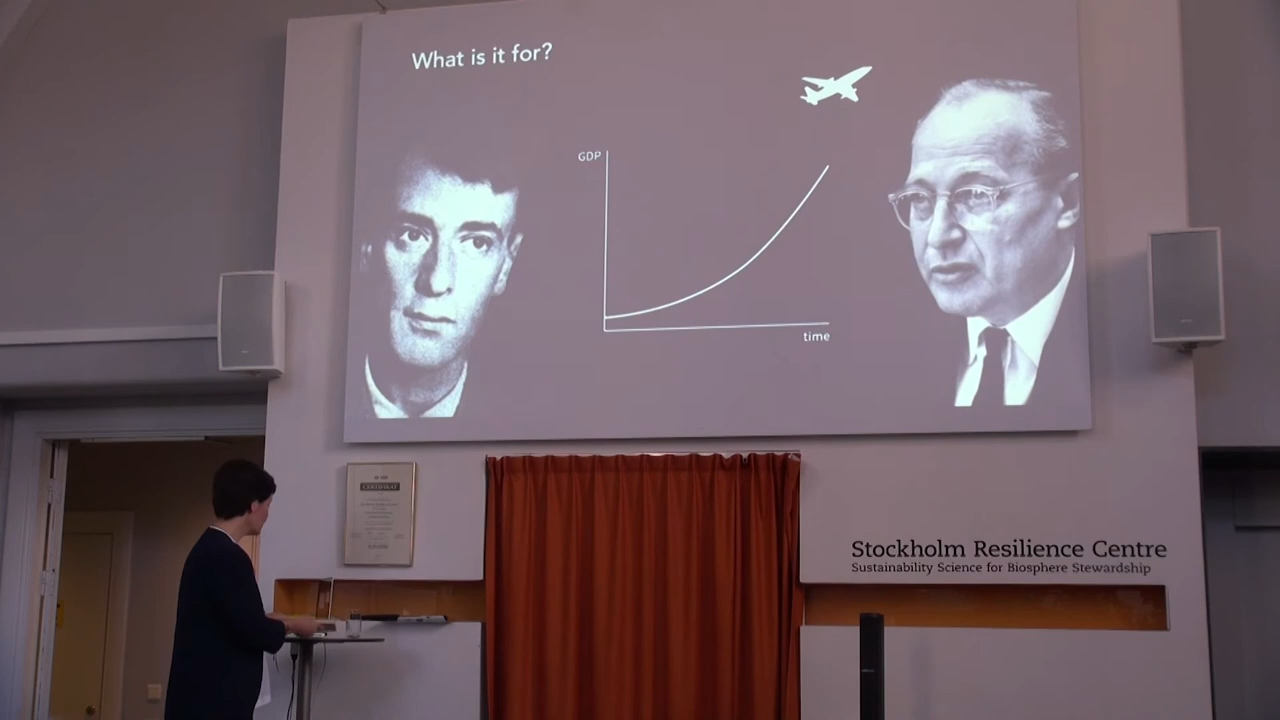 What is it for?
GDP
time
CERTIFIKAT
Stockholm Resilience Centre
Sustainability Science for Biosphere Stewardship